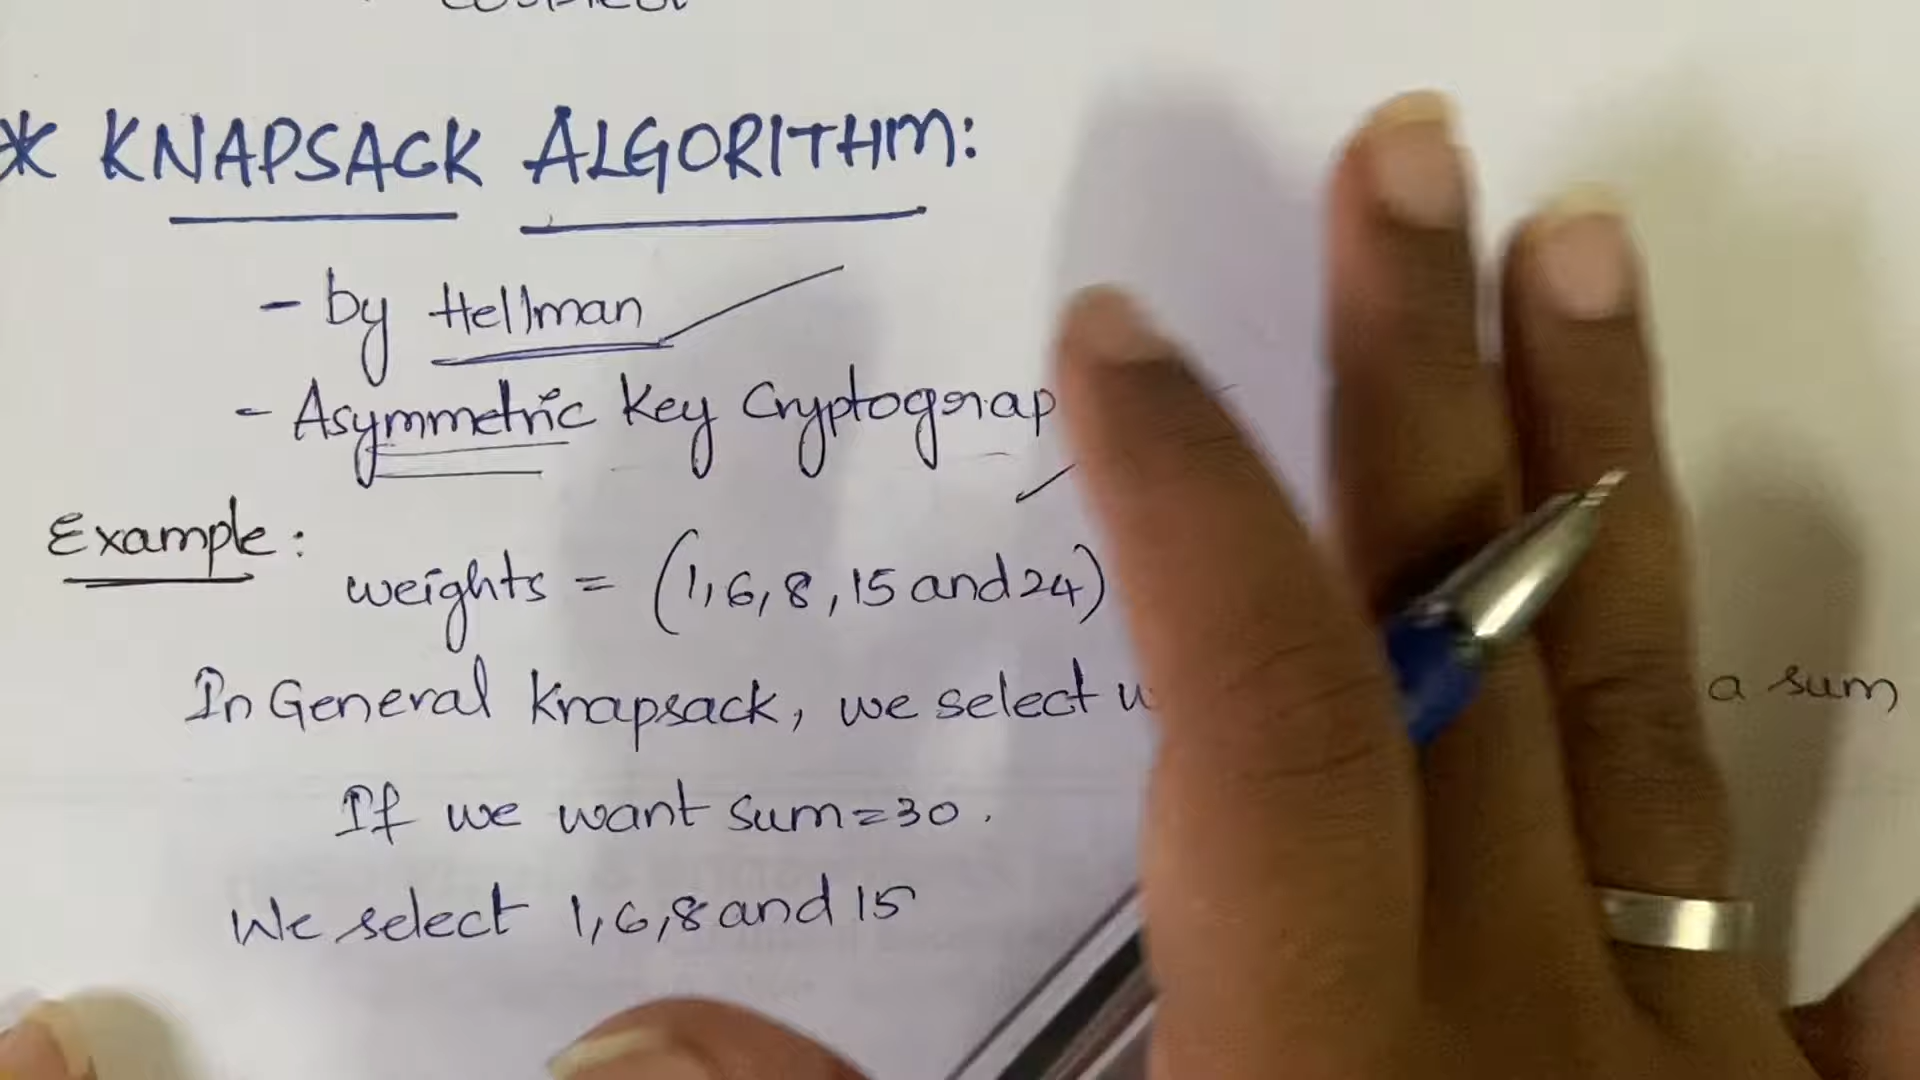 * KNAPSACK ALGORITHM:
- by Hellman
- Asymmetric Key Cryptograp
Example:
weights = (1, 6, 8, 15 and 24)
In General Knapsack, we select a sum
If we want sum=30.
We select 1, 6, 8 and 15